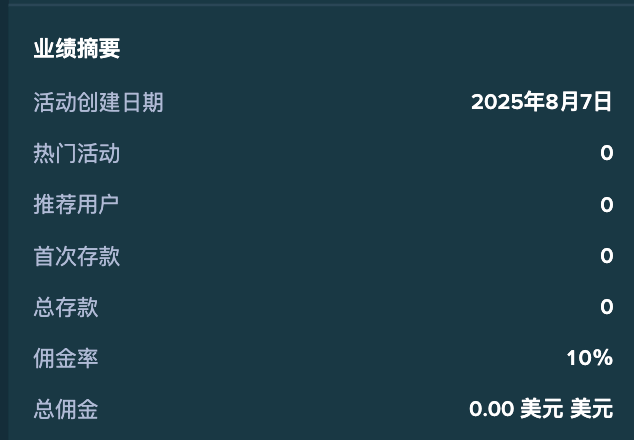 业绩摘要
活动创建日期 2025年8月7日
热门活动 0
推荐用户 0
首次存款 0
总存款 0
佣金率 10%
总佣金 0.00 美元 美元